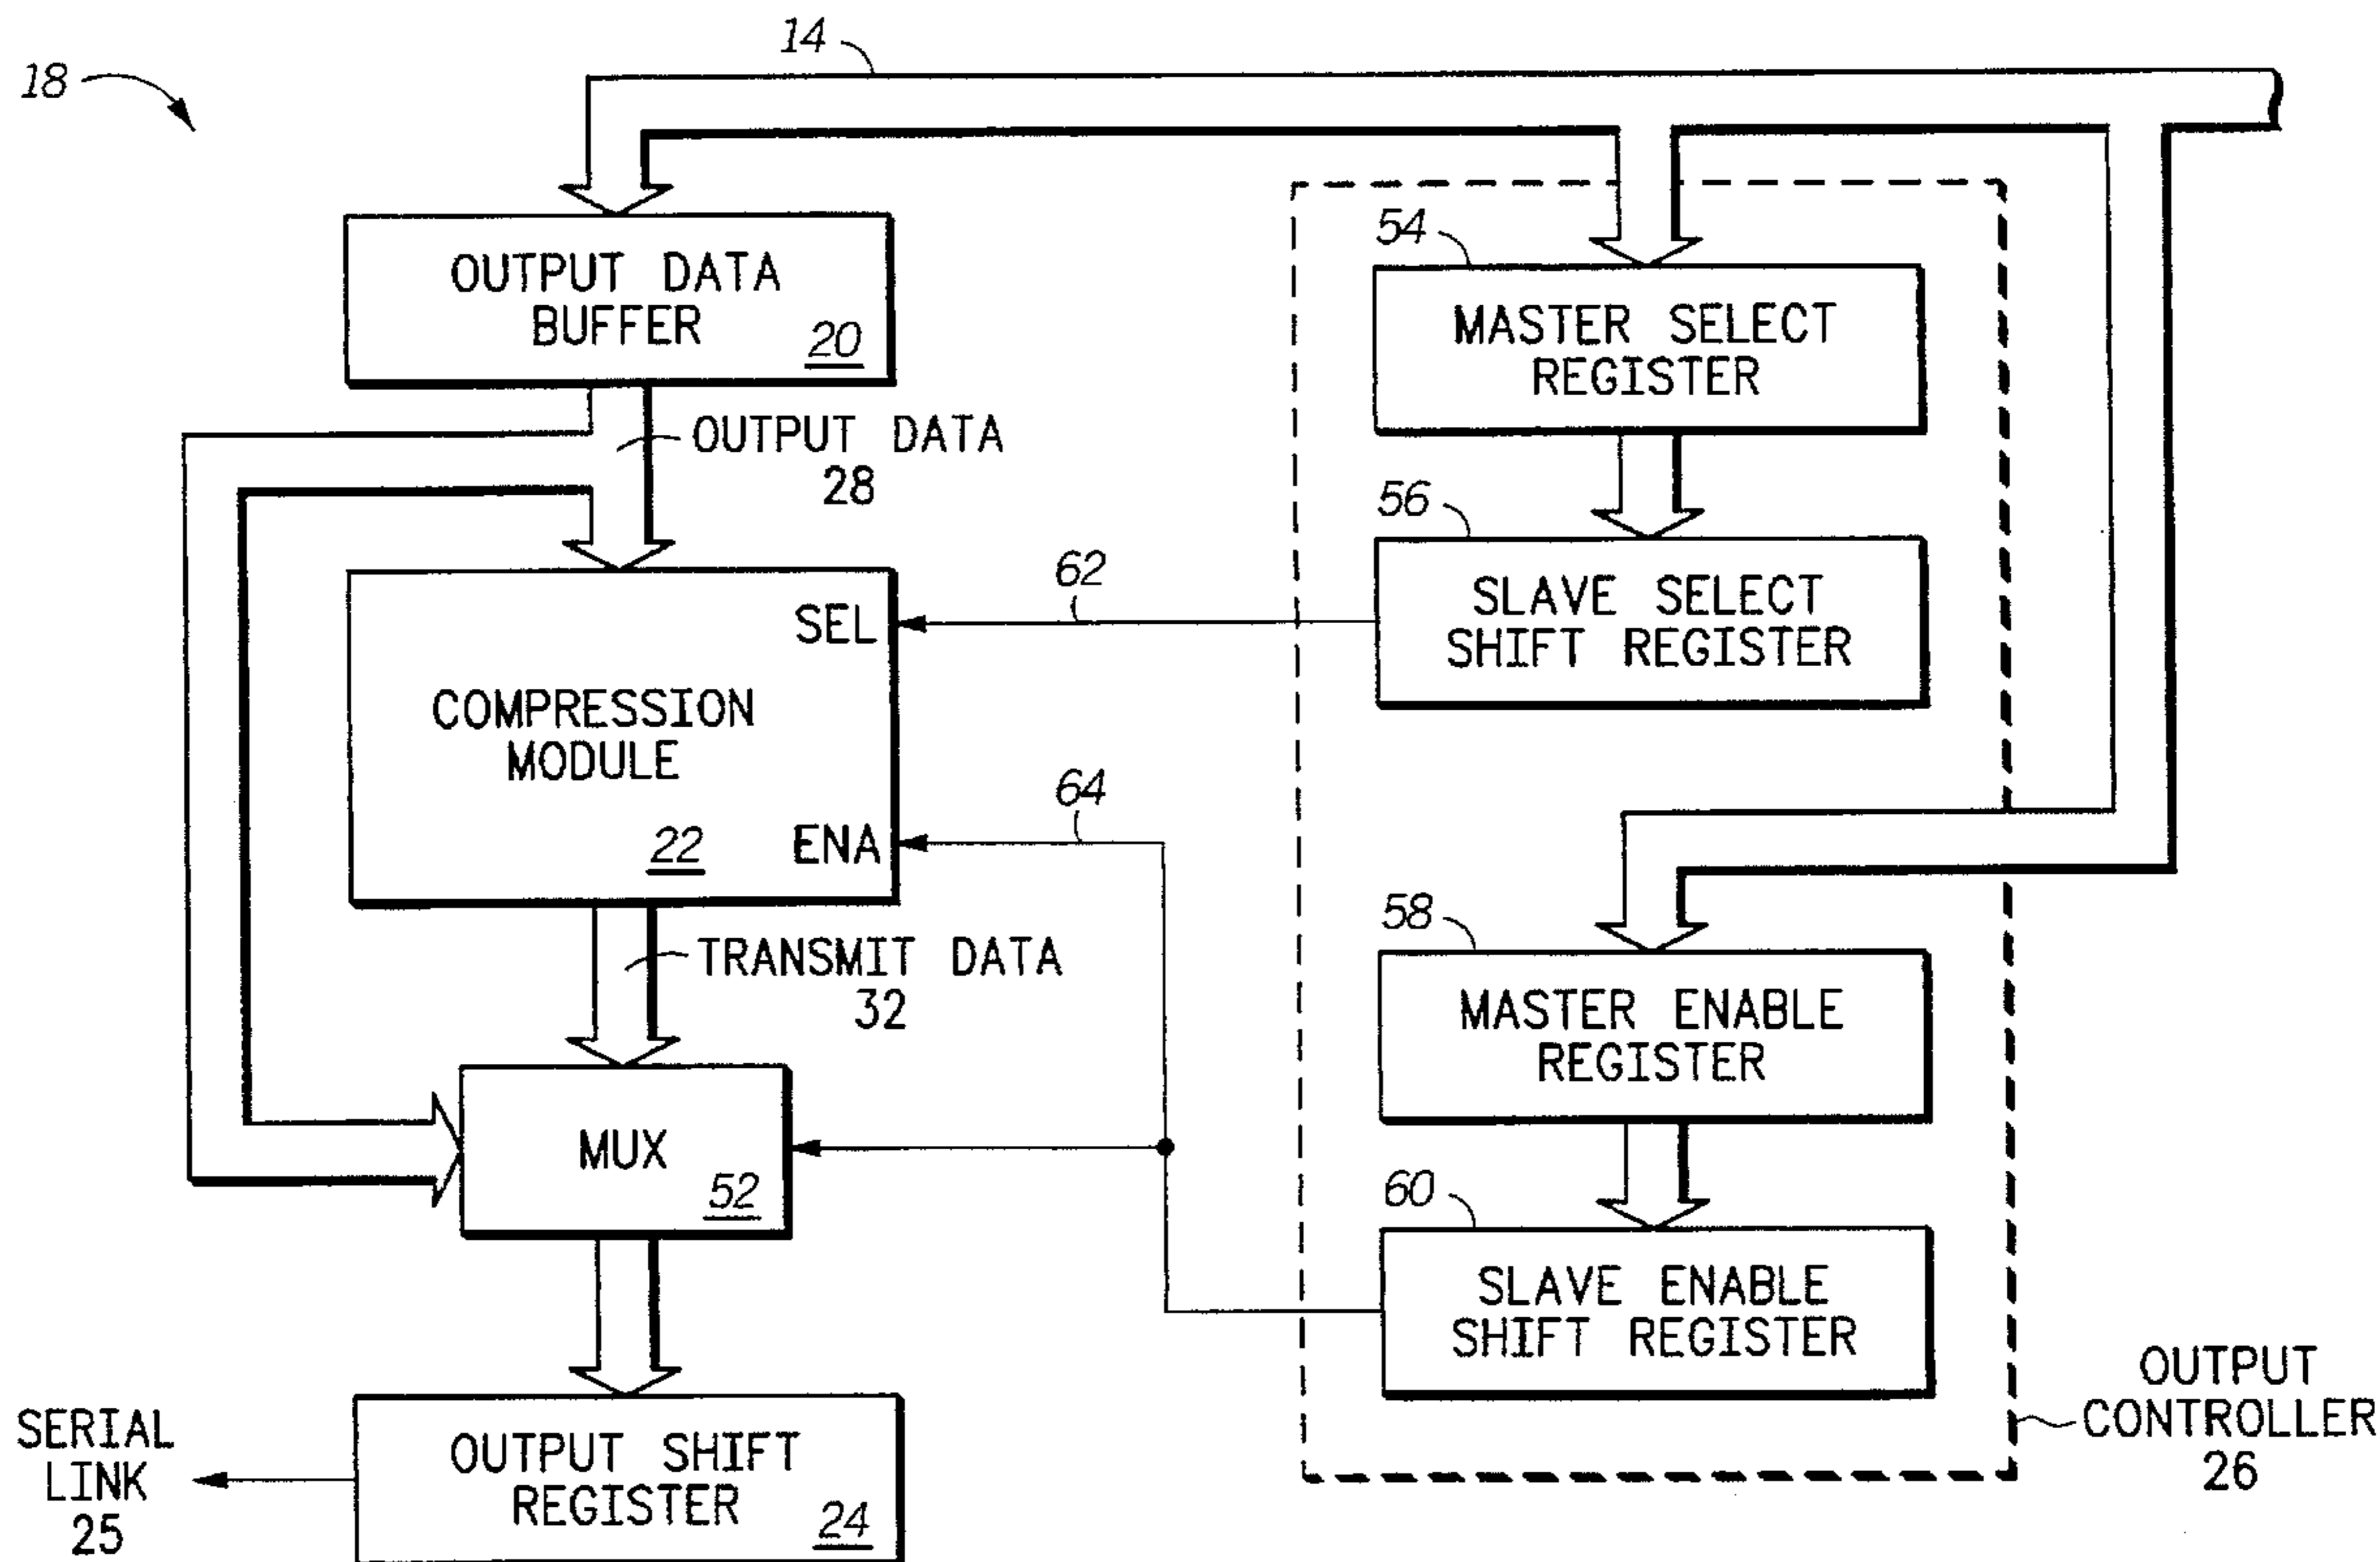 14
18
OUTPUT DATA
BUFFER
20
54
MASTER SELECT
REGISTER
OUTPUT DATA
28
56
SLAVE SELECT
SHIFT REGISTER
62
SEL
COMPRESSION
MODULE
22
64
ENA
58
MASTER ENABLE
REGISTER
TRANSMIT DATA
32
MUX
52
60
SLAVE ENABLE
SHIFT REGISTER
OUTPUT
CONTROLLER
26
SERIAL
LINK
25
OUTPUT SHIFT
REGISTER
24